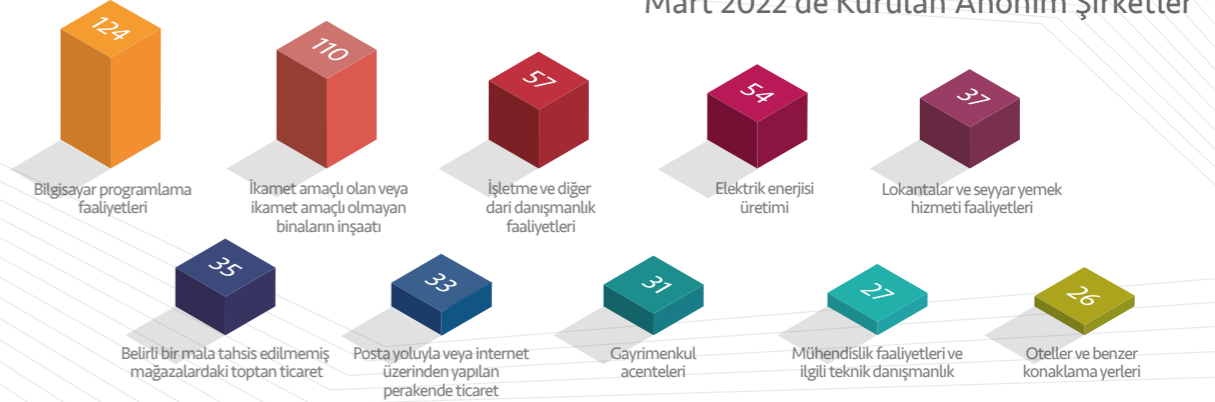 Mart 2022'de Kurulan Anonim Şirketler
124
110
57
54
37
Bilgisayar programlama
faaliyetleri
İkamet amaçlı olan veya
ikamet amaçlı olmayan
binaların inşaatı
İşletme ve diğer
dari danışmanlık
faaliyetleri
Elektrik enerjisi
üretimi
Lokantalar ve seyyar yemek
hizmeti faaliyetleri
35
33
31
27
26
Belirli bir mala tahsis edilmemiş
mağazalardaki toptan ticaret
Posta yoluyla veya internet
üzerinden yapılan
perakende ticaret
Gayrimenkul
acenteleri
Mühendislik faaliyetleri ve
ilgili teknik danışmanlık
Oteller ve benzer
konaklama yerleri